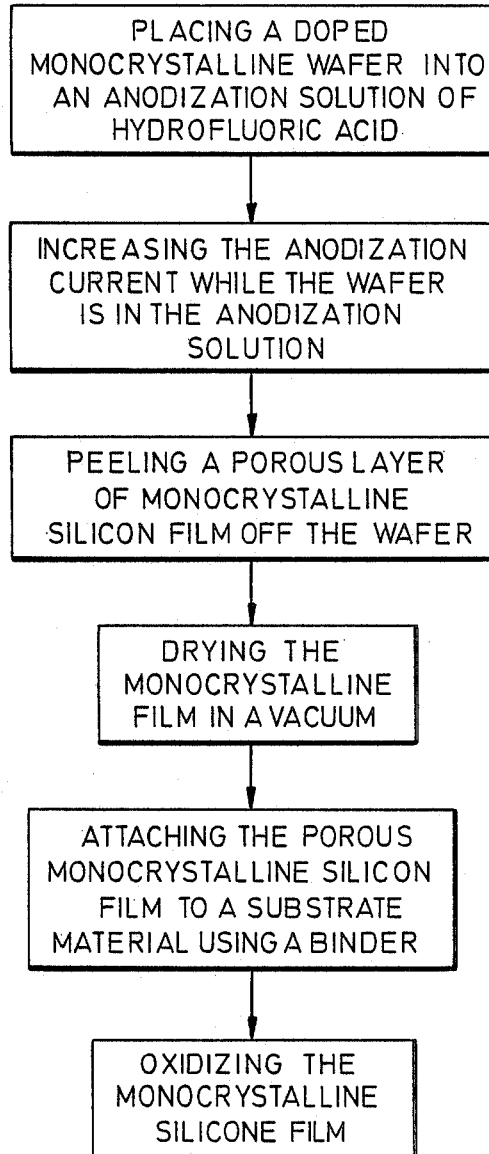 PLACING A DOPED
MONOCRYSTALLINE WAFER INTO
AN ANODIZATION SOLUTION OF
HYDROFLUORIC ACID
INCREASING THE ANODIZATION
CURRENT WHILE THE WAFER
IS IN THE ANODIZATION
SOLUTION
PEELING A POROUS LAYER
OF MONOCRYSTALLINE
SILICON FILM OFF THE WAFER
DRYING THE
MONOCRYSTALLINE
FILM IN A VACUUM
ATTACHING THE POROUS
MONOCRYSTALLINE SILICON
FILM TO A SUBSTRATE
MATERIAL USING A BINDER
OXIDIZING THE
MONOCRYSTALLINE
SILICONE FILM